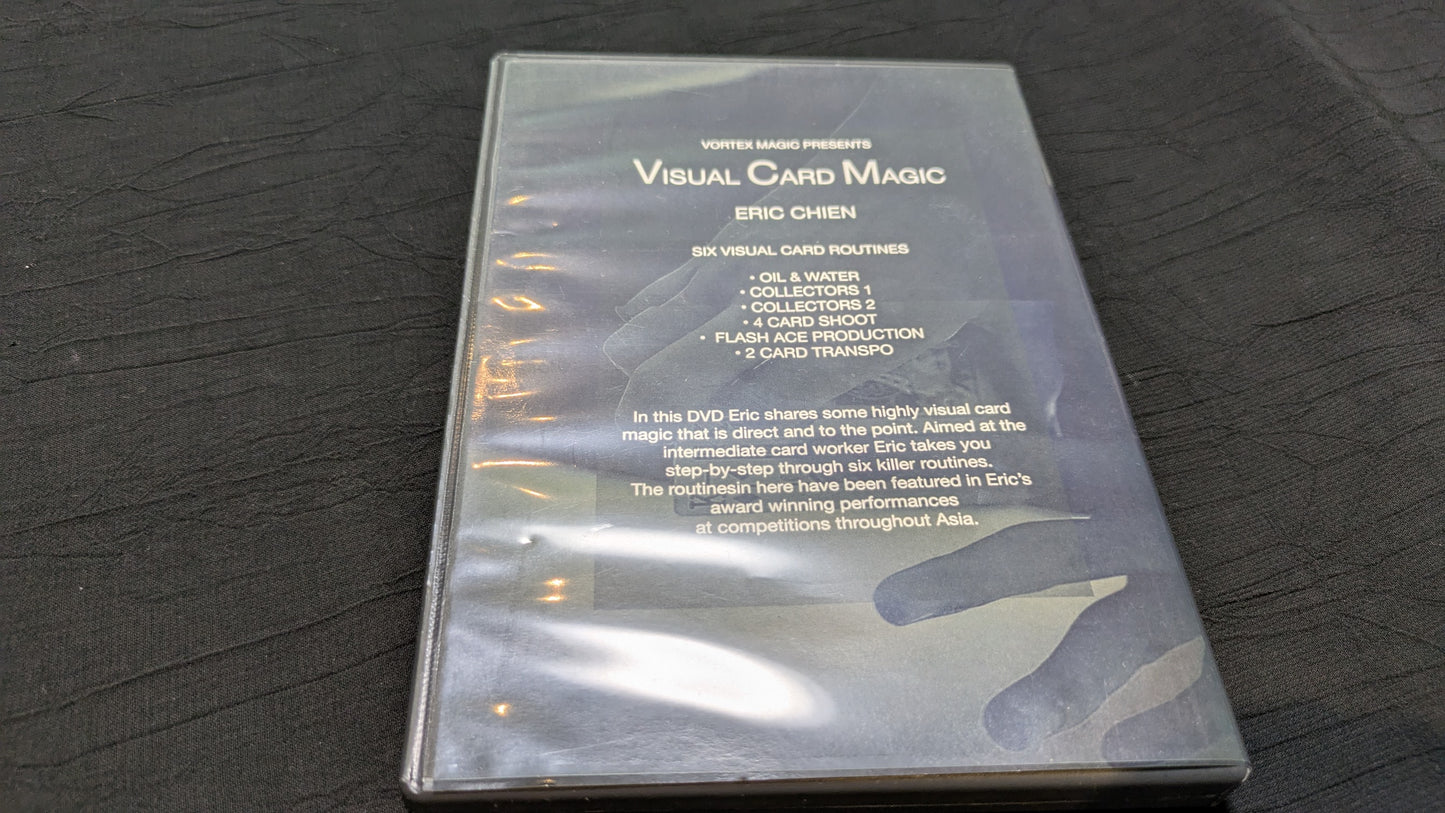 VORTEX MAGIC PRESENTS
VISUAL CARD MAGIC
ERIC CHIEN
SIX VISUAL CARD ROUTINES
• OIL & WATER
• COLLECTORS 1
• COLLECTORS 2
• 4 CARD SHOOT
• FLASH ACE PRODUCTION
• 2 CARD TRANSPO
In this DVD Eric shares some highly visual card
magic that is direct and to the point. Aimed at the
intermediate card worker Eric takes you
step-by-step through six killer routines.
The routinesin here have been featured in Eric's
award winning performances
at competitions throughout Asia.